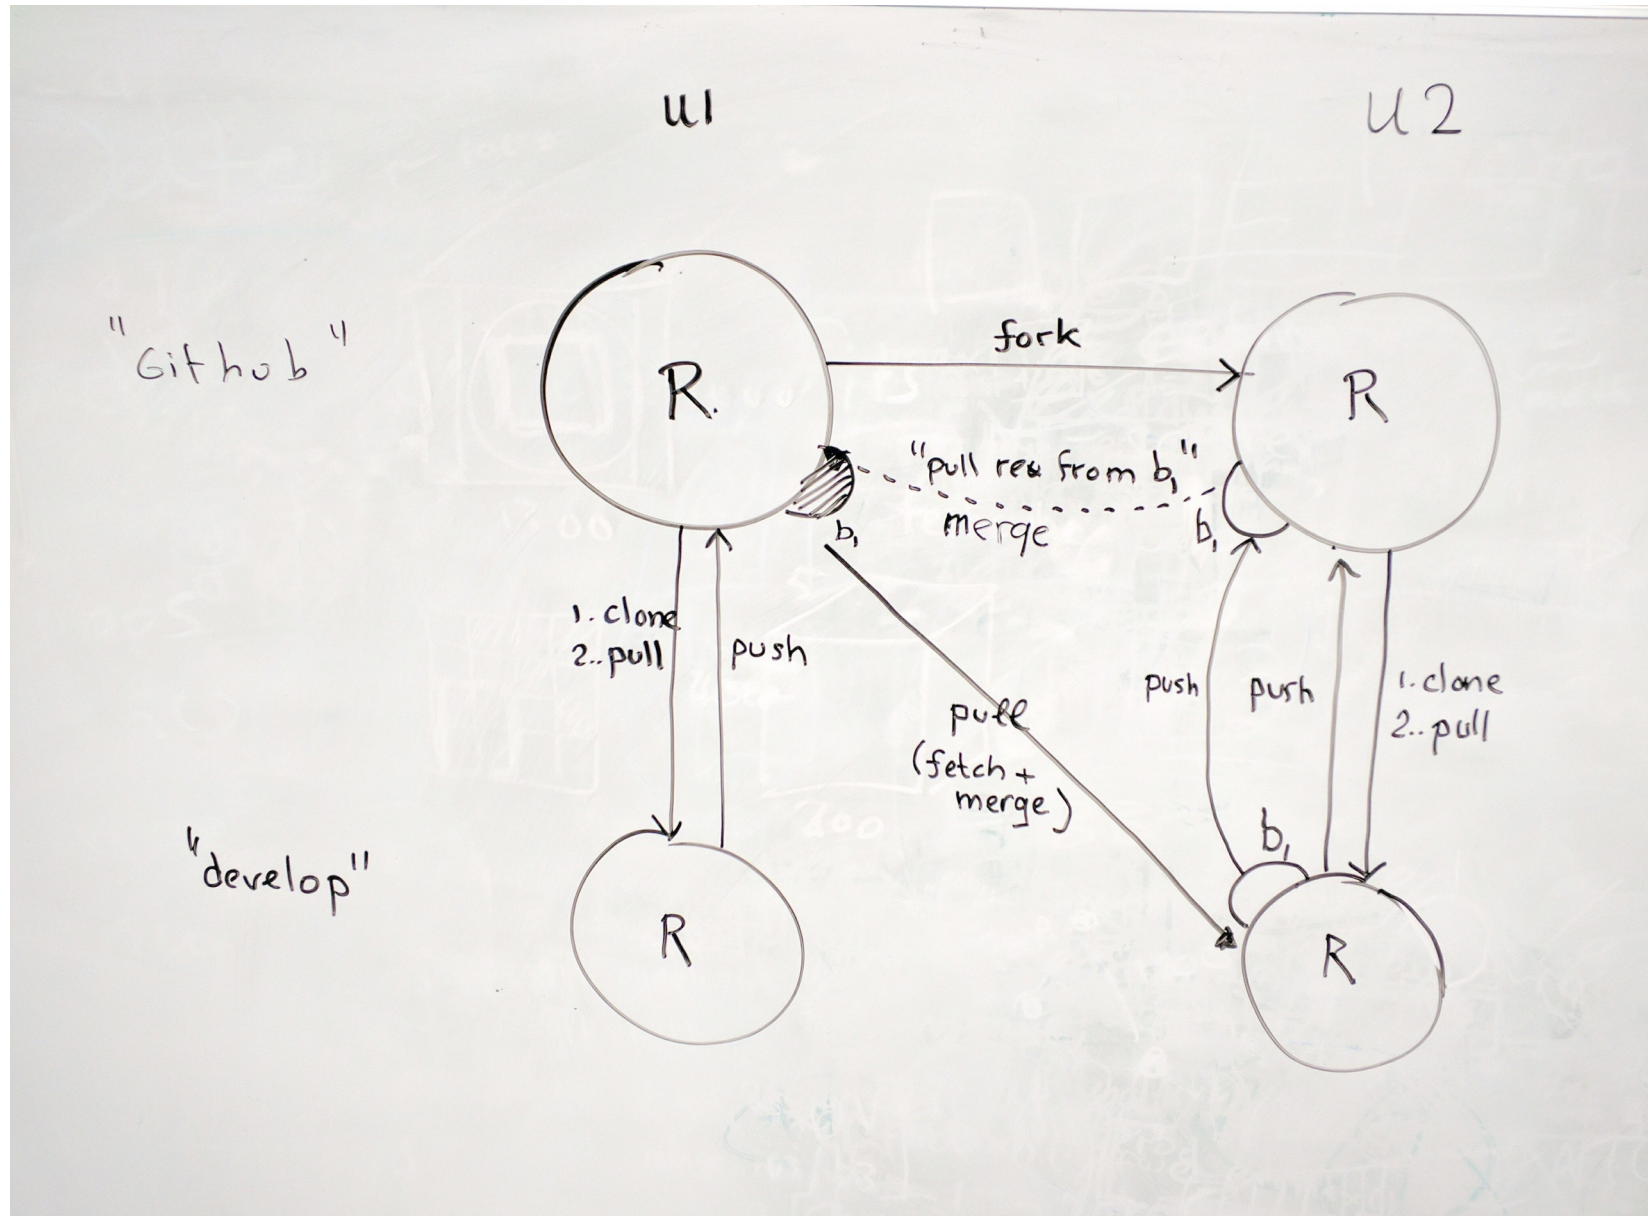 U1
U2
"Github"
R.
fork
R
"pull req from b1"
merge
b1
b1
1. clone
2.. pull
push
pull
(fetch +
merge)
push
push
1. clone
2.. pull
"develop"
R
b1
R